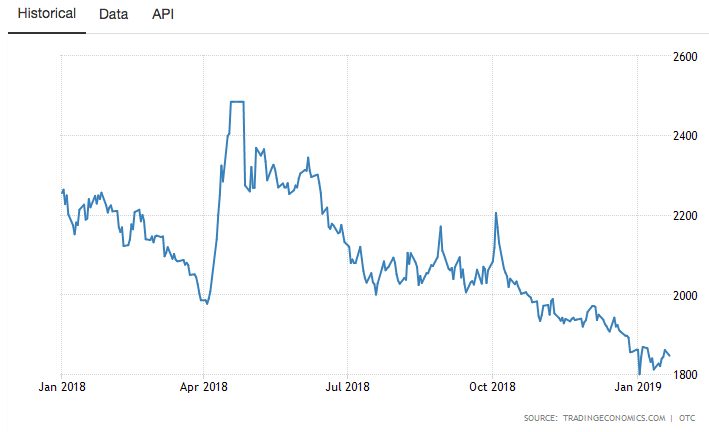 Historical Data API
2600
2400
2200
2000
1800
Jan 2018 Apr 2018 Jul 2018 Oct 2018 Jan 2019
SOURCE: TRADINGECONOMICS.COM | OTC